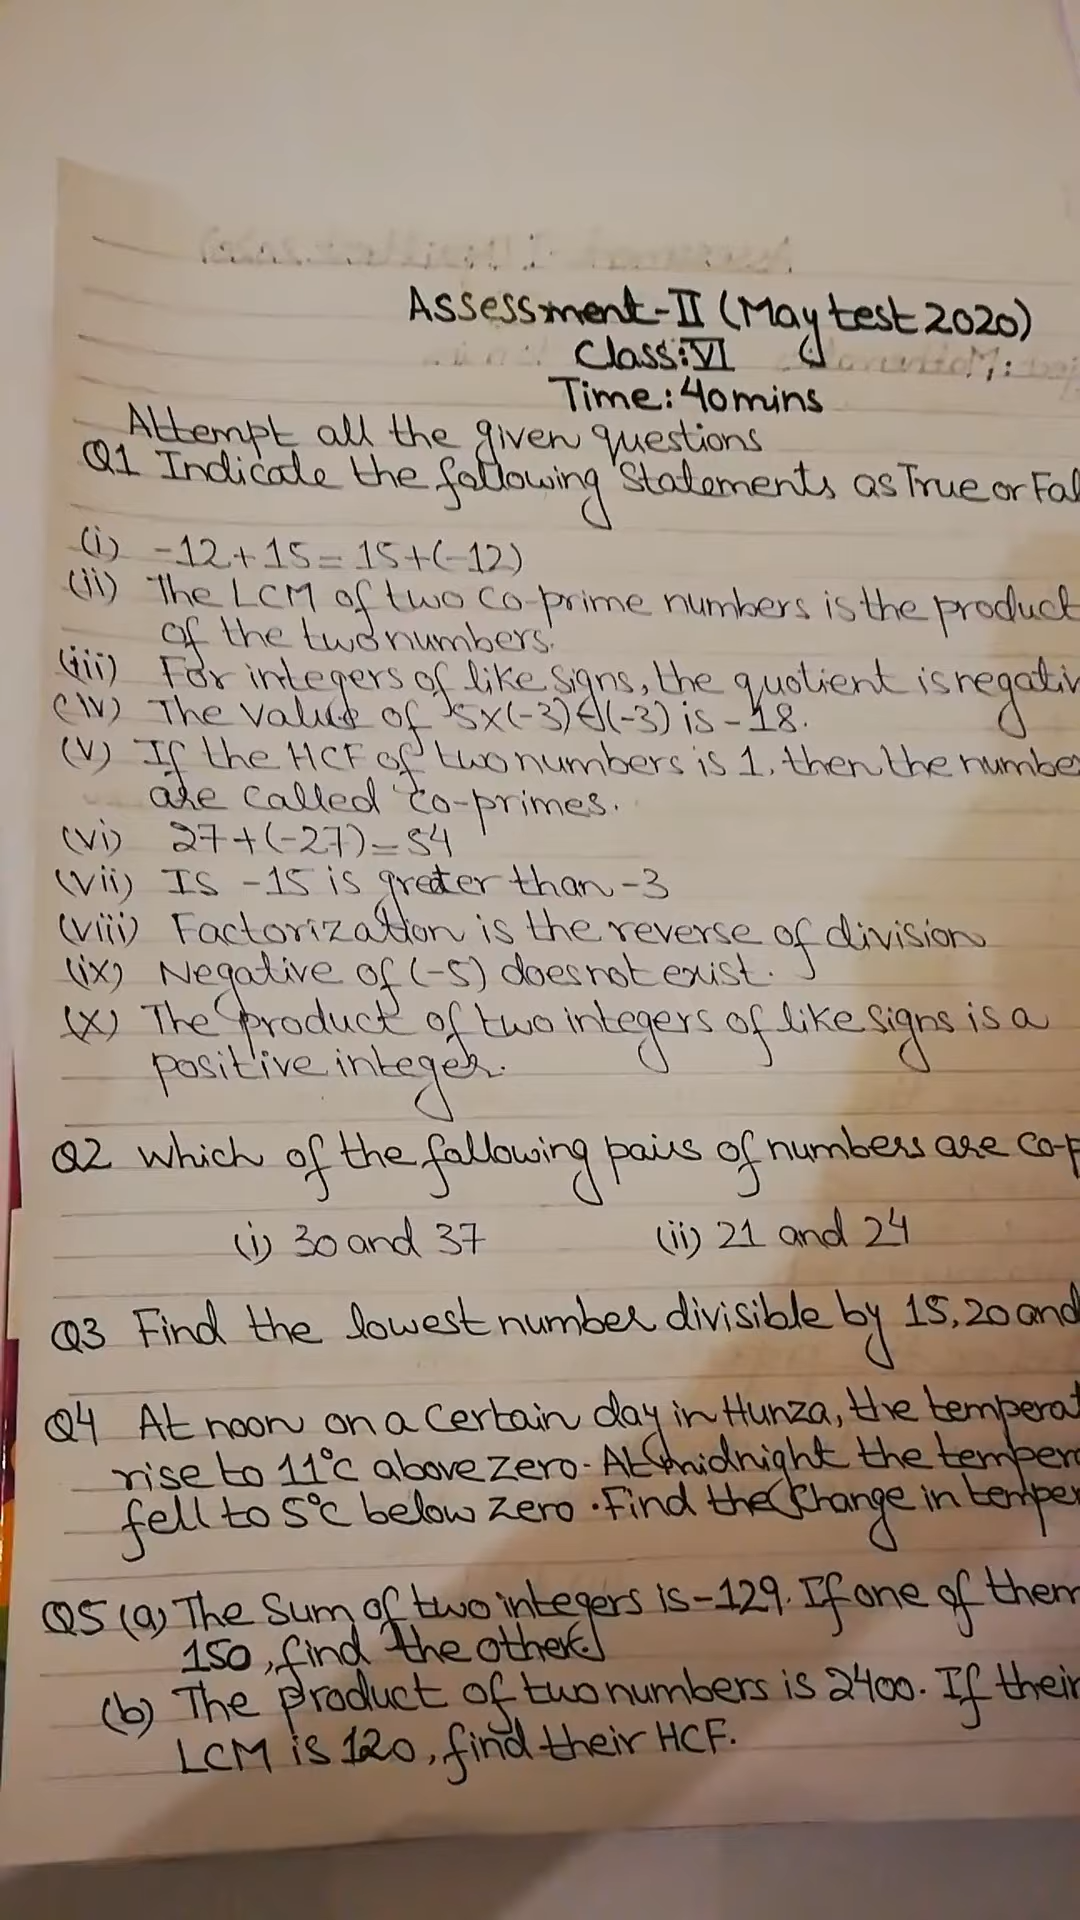 Assessment-II (May test 2020)
Class:VI
Time:40mins
Attempt all the given questions
Q1 Indicate the following Statements as True or Fal
(i) -12+15=15+(-12)
(ii) The LCM of two co-prime numbers is the product
of the two numbers.
(iii) For integers of like signs, the quotient is negativ
(iv) The value of 5x(-3)+(-3) is -18.
(v) If the HCF of two numbers is 1, then the number
are called co-primes.
(vi) 27+(-27)=54
(vii) Is -15 is greater than -3
(viii) Factorization is the reverse of division
(ix) Negative of (-5) does not exist.
(x) The product of two integers of like signs is a
positive integer.
Q2 which of the following pairs of numbers are co-p
(i) 30 and 37 (ii) 21 and 24
Q3 Find the lowest number divisible by 15, 20 and
Q4 At noon on a certain day in Hunza, the temperat
rise to 11°c above zero. At midnight the tempera
fell to 5°c below zero. Find the change in temper
Q5 (a) The Sum of two integers is -129. If one of them
150, find the other.
(b) The product of two numbers is 2400. If their
LCM is 120, find their HCF.